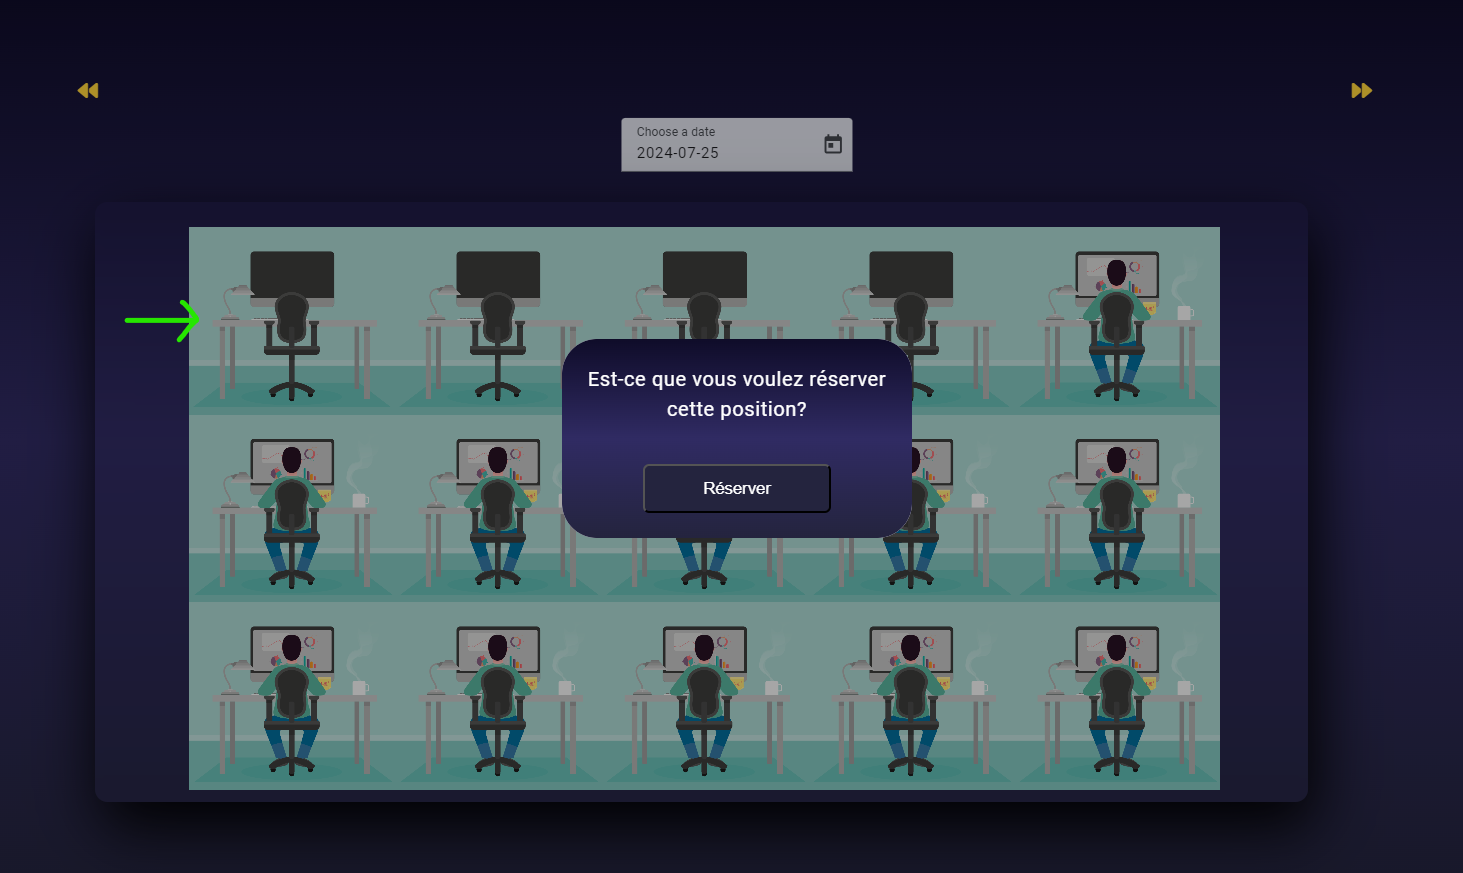 Choose a date
2024-07-25
Est-ce que vous voulez réserver
cette position?
Réserver